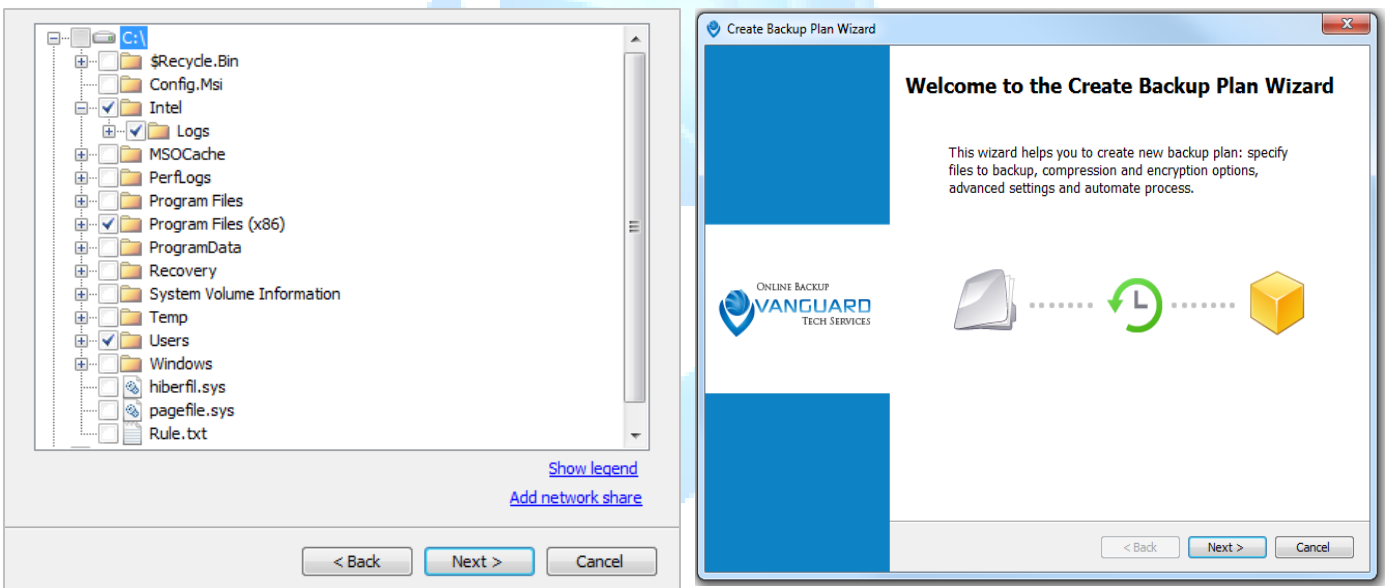 C:\
$Recycle.Bin
Config.Msi
Intel
Logs
MSOCache
PerfLogs
Program Files
Program Files (x86)
ProgramData
Recovery
System Volume Information
Temp
Users
Windows
hiberfil.sys
pagefile.sys
Rule.txt
Show legend
Add network share
< Back
Next >
Cancel
Create Backup Plan Wizard
Welcome to the Create Backup Plan Wizard
This wizard helps you to create new backup plan: specify
files to backup, compression and encryption options,
advanced settings and automate process.
Online Backup
VANGUARD
Tech Services
< Back
Next >
Cancel